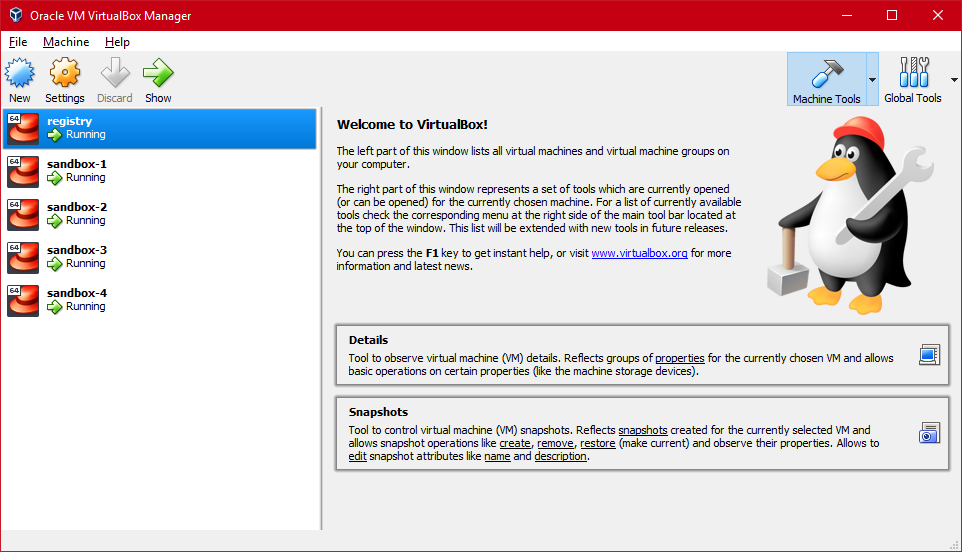 Oracle VM VirtualBox Manager
File Machine Help
New Settings Discard Show
Machine Tools Global Tools
64 registry
Running
64 sandbox-1
Running
64 sandbox-2
Running
64 sandbox-3
Running
64 sandbox-4
Running
Welcome to VirtualBox!
The left part of this window lists all virtual machines and virtual machine groups on
your computer.
The right part of this window represents a set of tools which are currently opened
(or can be opened) for the currently chosen machine. For a list of currently available
tools check the corresponding menu at the right side of the main tool bar located at
the top of the window. This list will be extended with new tools in future releases.
You can press the F1 key to get instant help, or visit www.virtualbox.org for more
information and latest news.
Details
Tool to observe virtual machine (VM) details. Reflects groups of properties for the currently chosen VM and allows
basic operations on certain properties (like the machine storage devices).
Snapshots
Tool to control virtual machine (VM) snapshots. Reflects snapshots created for the currently selected VM and
allows snapshot operations like create, remove, restore (make current) and observe their properties. Allows to
edit snapshot attributes like name and description.